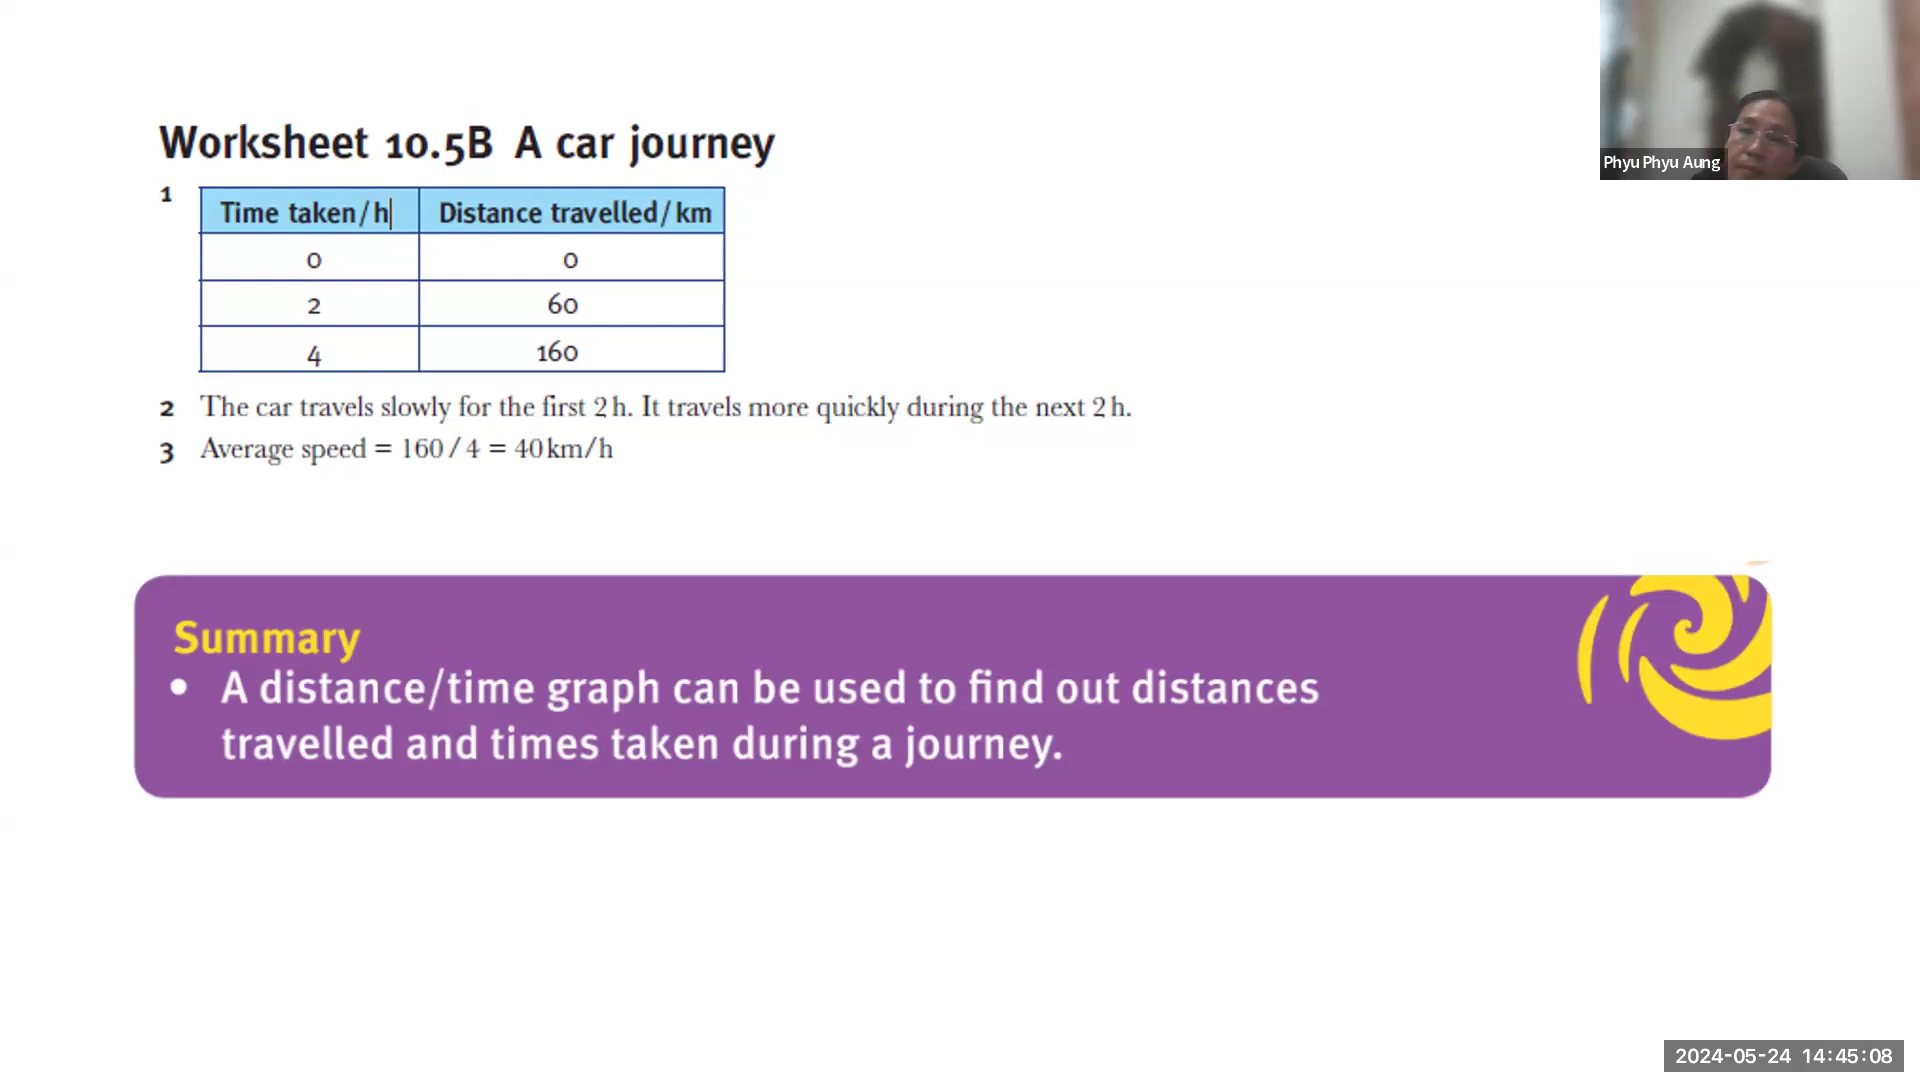 Phyu Phyu Aung
Worksheet 10.5B A car journey
1
Time taken/h Distance travelled/km
0 0
2 60
4 160
2 The car travels slowly for the first 2 h. It travels more quickly during the next 2 h.
3 Average speed = 160/4 = 40 km/h
Summary
• A distance/time graph can be used to find out distances
travelled and times taken during a journey.
2024-05-24 14:45:08